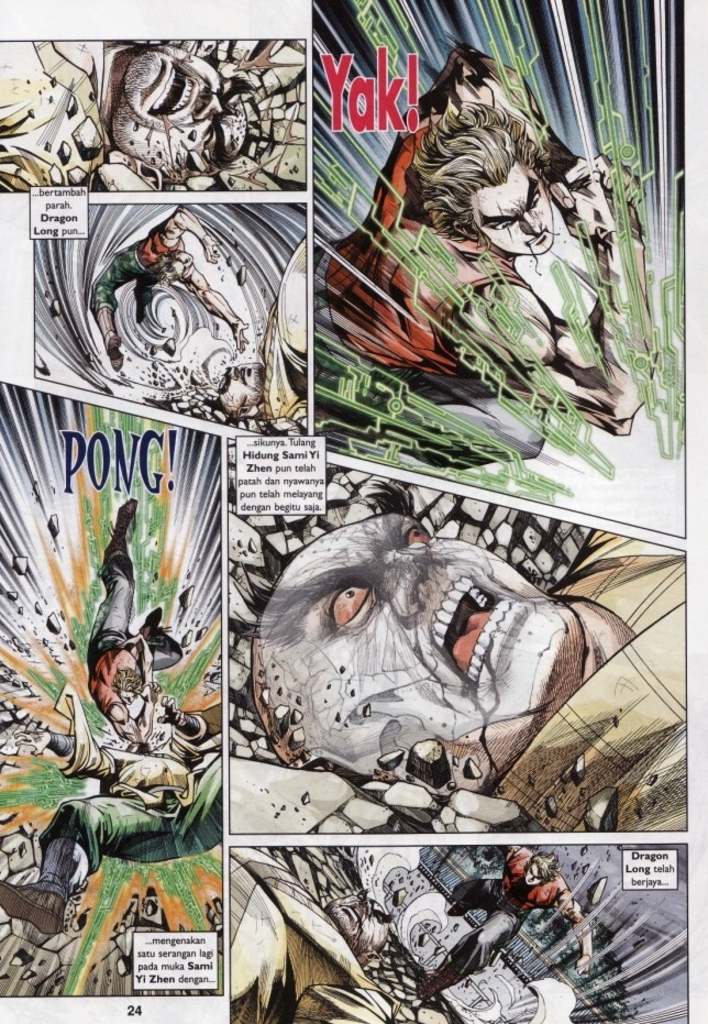 Yak!
...bertambah
parah.
Dragon
Long pun...
PONG!
...mengenakan
satu serangan lagi
pada muka Sami
Yi Zhen dengan...
...sikunya. Tulang
Hidung Sami Yi
Zhen pun telah
patah dan nyawanya
pun telah melayang
dengan begitu saja.
Dragon
Long telah
berjaya...
24